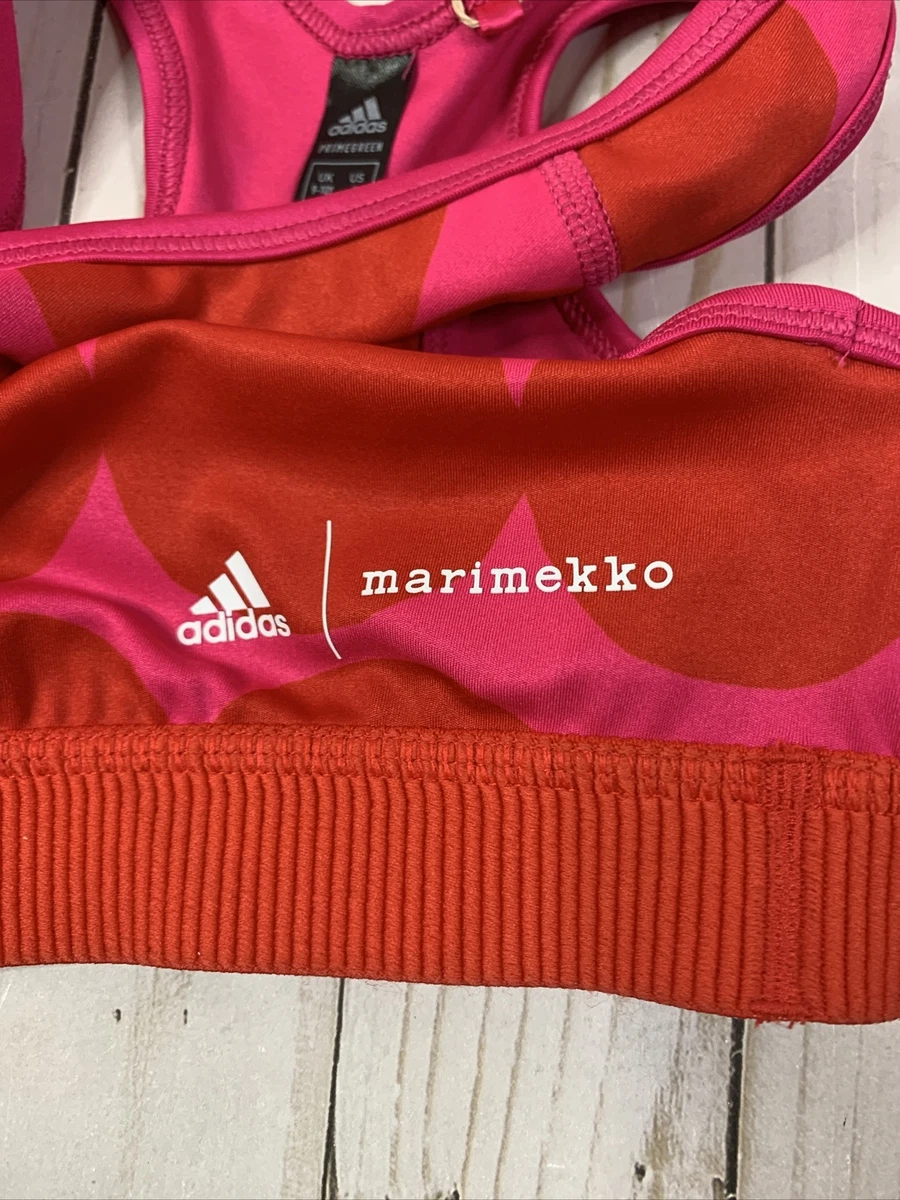 adidas
PRIMEGREEN
UK US
adidas
marimekko